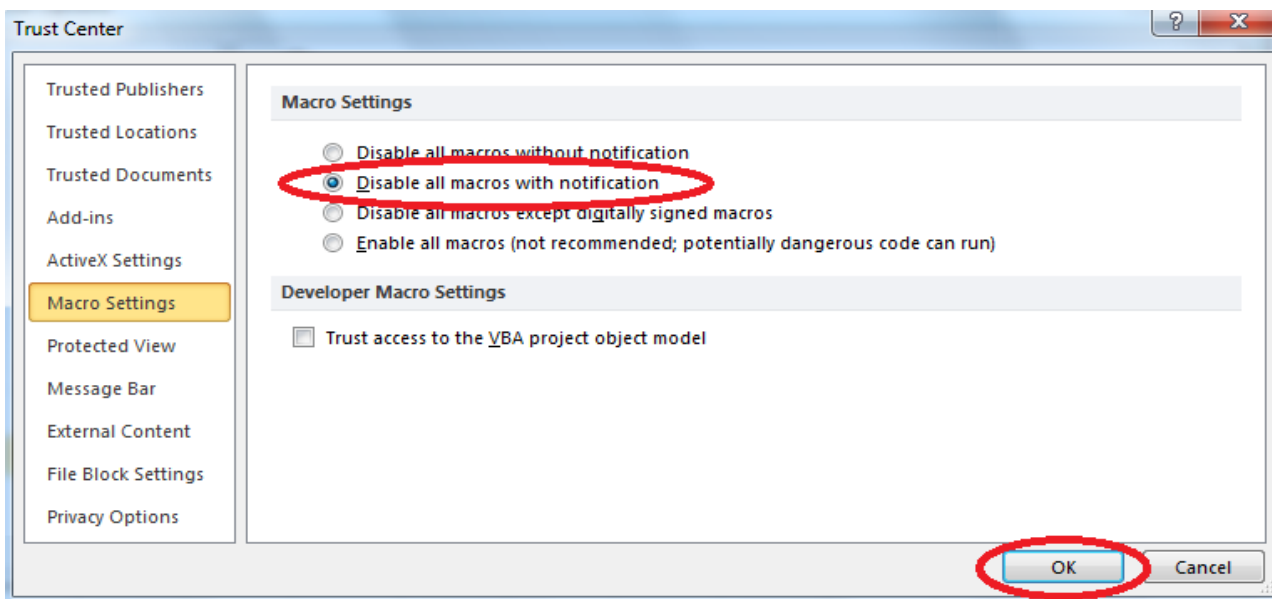 Trust Center
Trusted Publishers
Trusted Locations
Trusted Documents
Add-ins
ActiveX Settings
Macro Settings
Protected View
Message Bar
External Content
File Block Settings
Privacy Options
Macro Settings
Disable all macros without notification
Disable all macros with notification
Disable all macros except digitally signed macros
Enable all macros (not recommended; potentially dangerous code can run)
Developer Macro Settings
Trust access to the VBA project object model
OK
Cancel